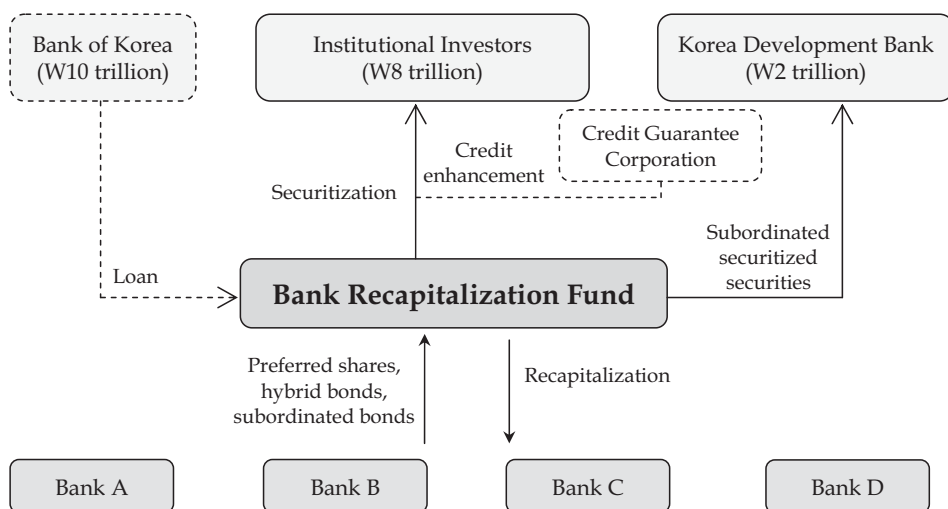 Bank of Korea
(W10 trillion)
Institutional Investors
(W8 trillion)
Korea Development Bank
(W2 trillion)
Credit Guarantee
Corporation
Credit
enhancement
Securitization
Subordinated
securitized
securities
Loan
Bank Recapitalization Fund
Preferred shares,
hybrid bonds,
subordinated bonds
Recapitalization
Bank A
Bank B
Bank C
Bank D